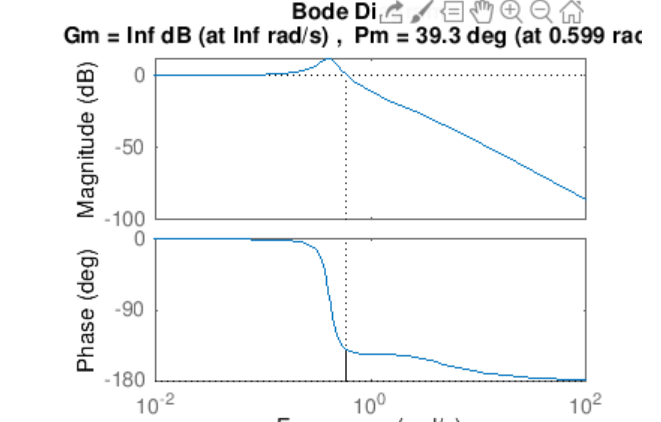 Bode Di
Gm = Inf dB (at Inf rad/s) , Pm = 39.3 deg (at 0.599 rad
Magnitude (dB)
0
-50
-100
Phase (deg)
0
-90
-180
10-2
100
102